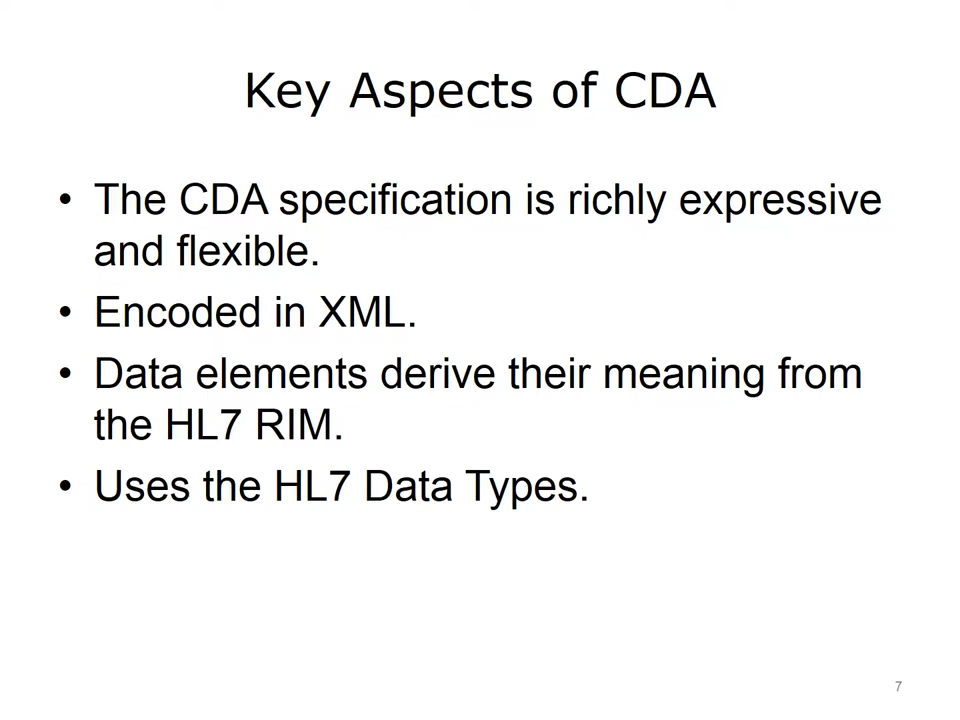 Key Aspects of CDA
• The CDA specification is richly expressive
and flexible.
• Encoded in XML.
• Data elements derive their meaning from
the HL7 RIM.
• Uses the HL7 Data Types.
7